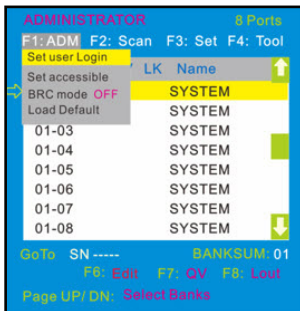 ADMINISTRATOR 8 Ports
F1: ADM F2: Scan F3: Set F4: Tool
Set user Login
LK Name
Set accessible
BRC mode OFF SYSTEM
Load Default SYSTEM
01-03 SYSTEM
01-04 SYSTEM
01-05 SYSTEM
01-06 SYSTEM
01-07 SYSTEM
01-08 SYSTEM
GoTo SN ----- BANKSUM: 01
F6: Edit F7: QV F8: Lout
Page UP/ DN: Select Banks